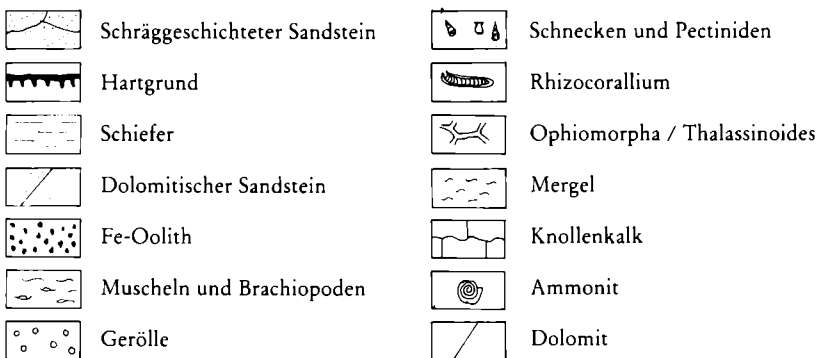 Schräggeschichteter Sandstein
Hartgrund
Schiefer
Dolomitischer Sandstein
Fe-Oolith
Muscheln und Brachiopoden
Gerölle
Schnecken und Pectiniden
Rhizocorallium
Ophiomorpha / Thalassinoides
Mergel
Knollenkalk
Ammonit
Dolomit